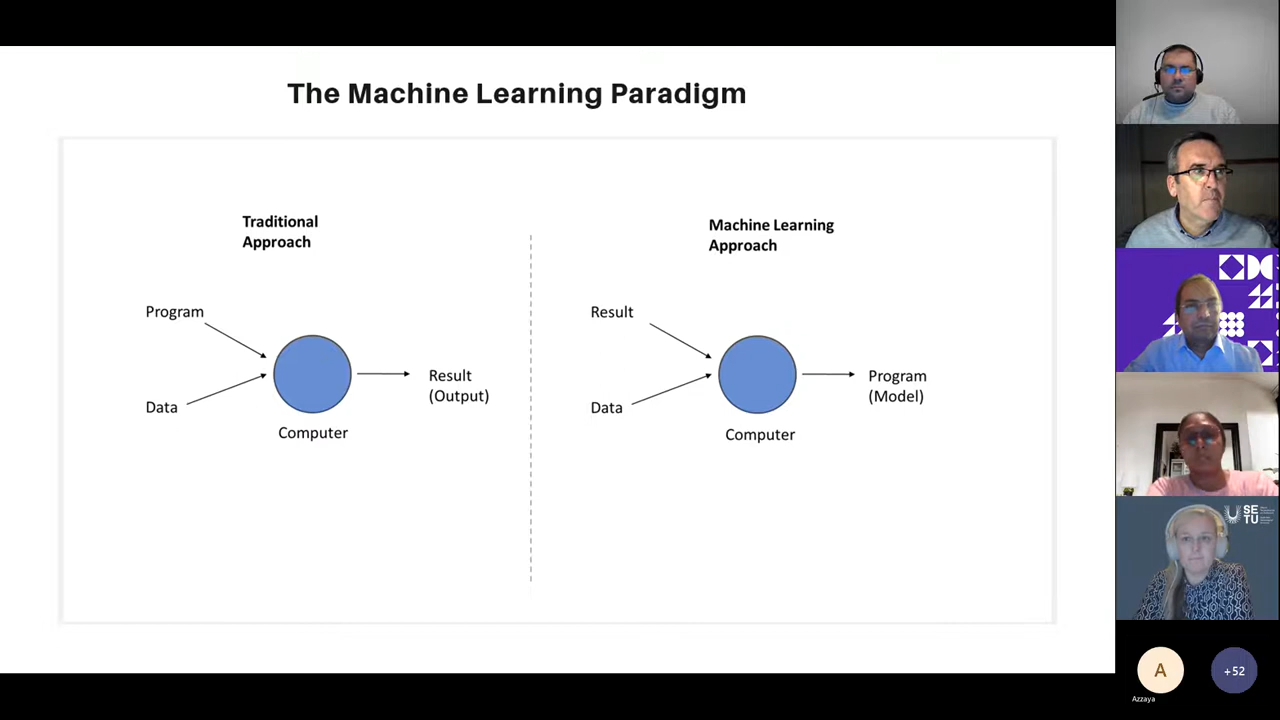 The Machine Learning Paradigm
Traditional
Approach
Program
Data
Computer
Result
(Output)
Machine Learning
Approach
Result
Data
Computer
Program
(Model)
SE
TU
A
Azzaya
+52